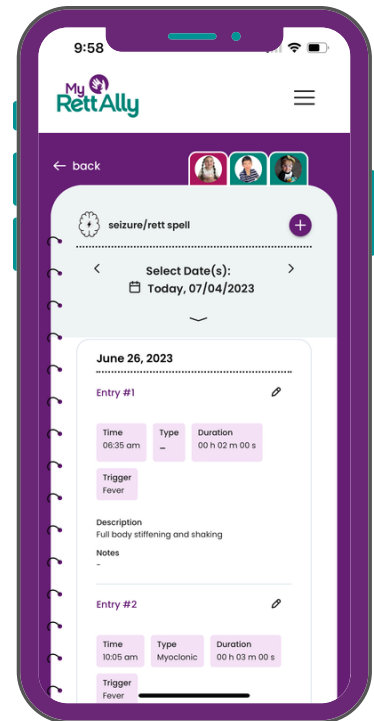 9:58
My
RettAlly
← back
seizure/rett spell
+
< Select Date(s): >
Today, 07/04/2023
June 26, 2023
Entry #1
Time Type Duration
06:35 am – 00 h 02 m 00 s
Trigger
Fever
Description
Full body stiffening and shaking
Notes
-
Entry #2
Time Type Duration
10:05 am Myoclonic 00 h 03 m 00 s
Trigger
Fever